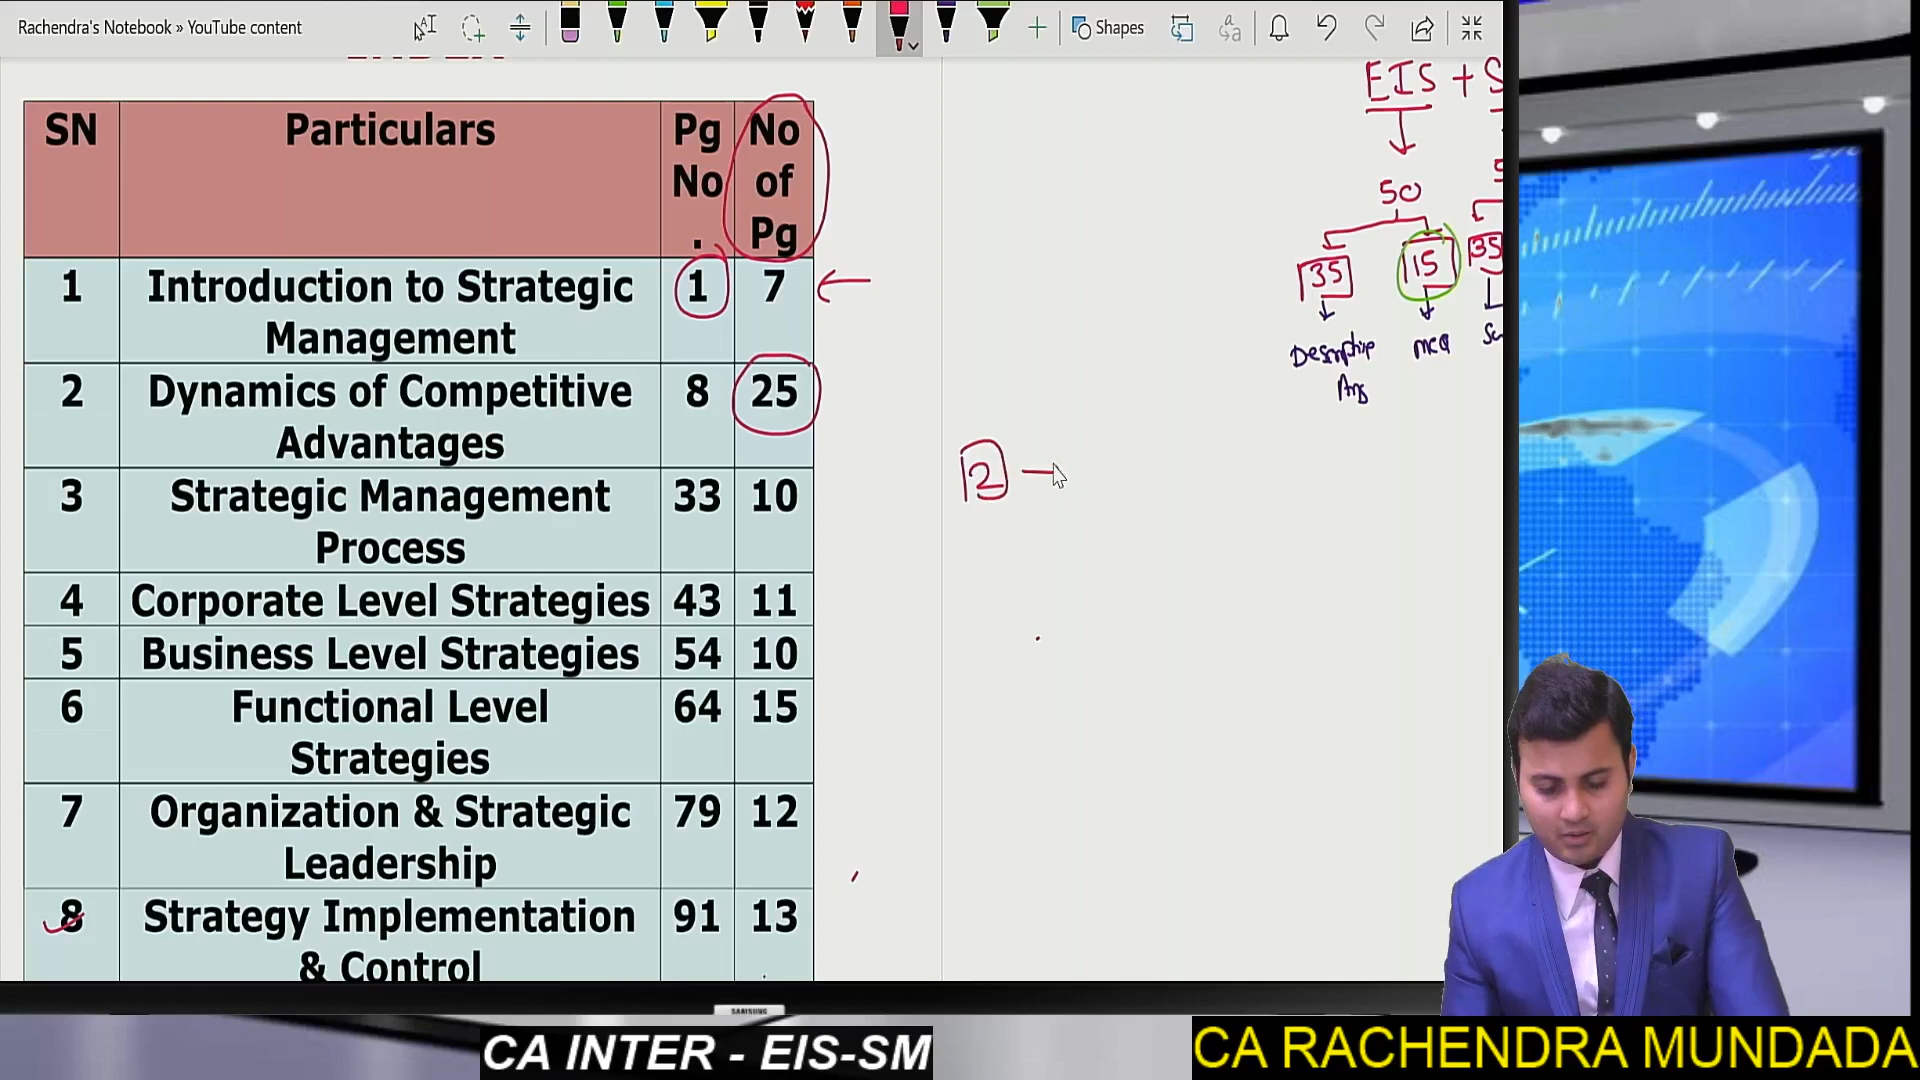 Rachendra's Notebook » YouTube content
Shapes
SN Particulars Pg No . No of Pg
1 Introduction to Strategic Management 1 7
2 Dynamics of Competitive Advantages 8 25
3 Strategic Management Process 33 10
4 Corporate Level Strategies 43 11
5 Business Level Strategies 54 10
6 Functional Level Strategies 64 15
7 Organization & Strategic Leadership 79 12
8 Strategy Implementation & Control 91 13
EIS + S
50
35 15 35
MCQ
Ans
2
SAMSUNG
CA INTER - EIS-SM
CA RACHENDRA MUNDADA